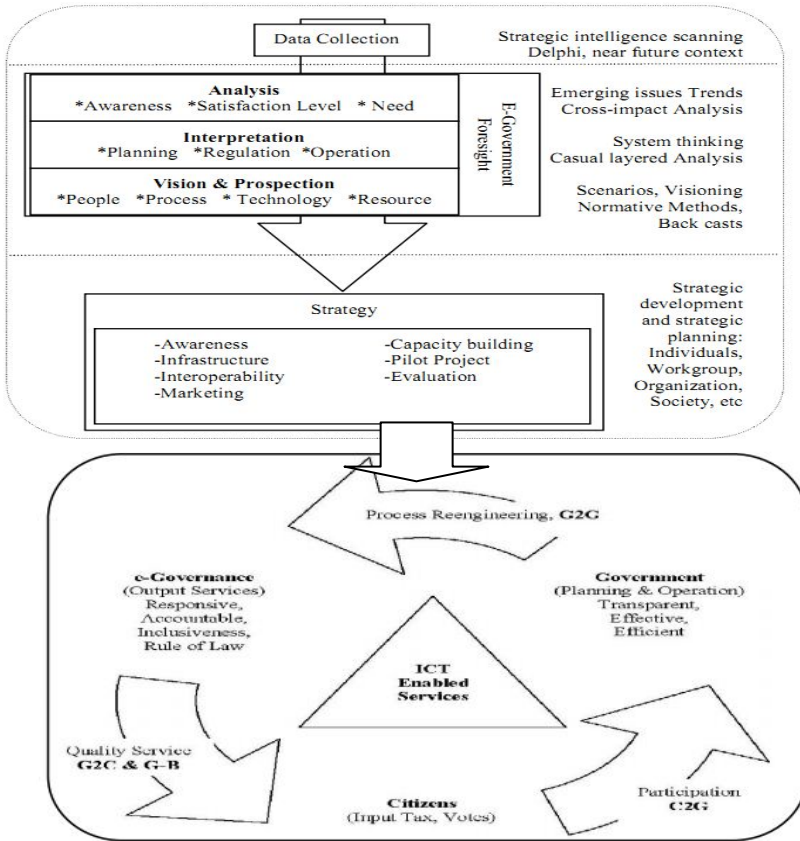 Data Collection
Strategic intelligence scanning
Delphi, near future context
Analysis
*Awareness *Satisfaction Level * Need
Interpretation
*Planning *Regulation *Operation
Vision & Prospection
*People *Process * Technology *Resource
E-Government
Foresight
Emerging issues Trends
Cross-impact Analysis
System thinking
Casual layered Analysis
Scenarios, Visioning
Normative Methods,
Back casts
Strategy
-Awareness
-Infrastructure
-Interoperability
-Marketing
-Capacity building
-Pilot Project
-Evaluation
Strategic
development
and strategic
planning:
Individuals,
Workgroup,
Organization,
Society, etc
Process Reengineering, G2G
e-Governance
(Output Services)
Responsive,
Accountable,
Inclusiveness,
Rule of Law
Government
(Planning & Operation)
Transparent,
Effective,
Efficient
ICT
Enabled
Services
Quality Service
G2C & G-B
Citizens
(Input Tax, Votes)
Participation
C2G